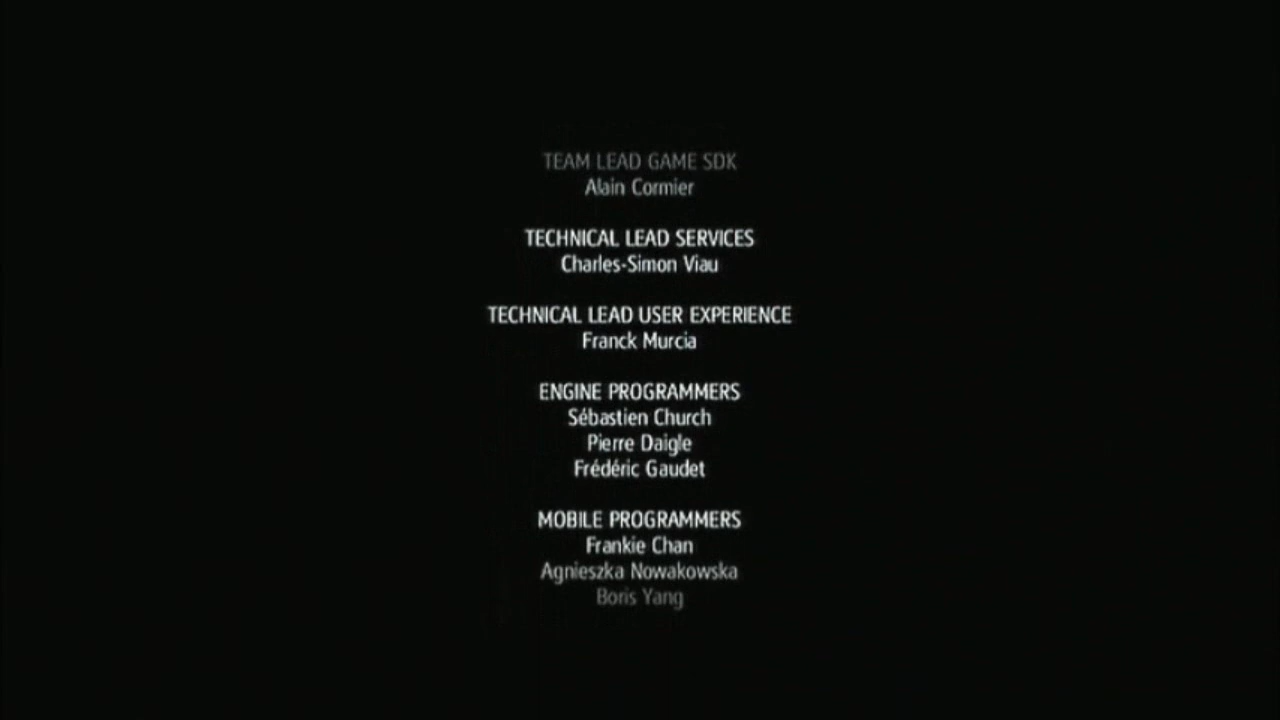 TEAM LEAD GAME SDK
Alain Cormier
TECHNICAL LEAD SERVICES
Charles-Simon Viau
TECHNICAL LEAD USER EXPERIENCE
Franck Murcia
ENGINE PROGRAMMERS
Sébastien Church
Pierre Daigle
Frédéric Gaudet
MOBILE PROGRAMMERS
Frankie Chan
Agnieszka Nowakowska
Boris Yang